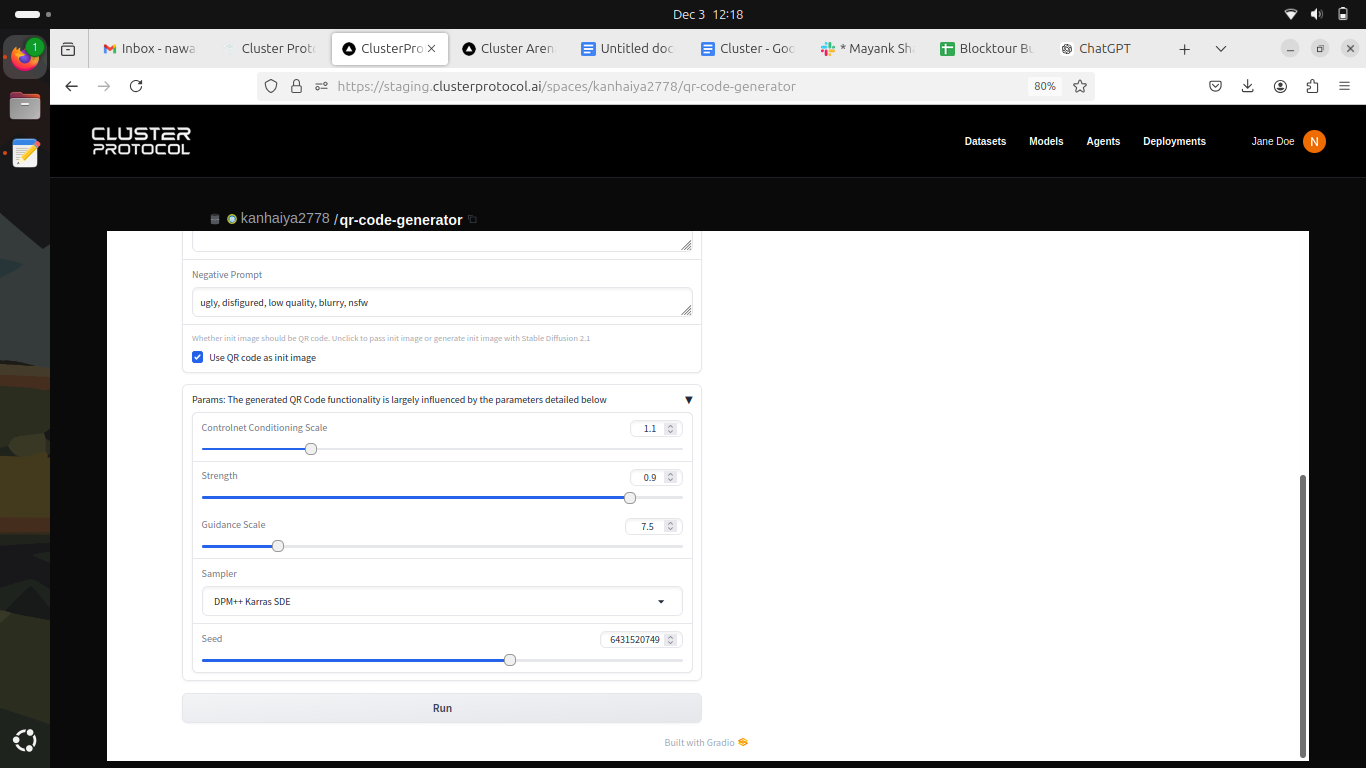 Dec 3 12:18
1
Inbox - nawa
Cluster Prot
ClusterPro
Cluster Aren
Untitled doc
Cluster - Goo
* Mayank Sha
Blocktour Bu
ChatGPT
https://staging.clusterprotocol.ai/spaces/kanhaiya2778/qr-code-generator
80%
CLUSTER
PROTOCOL
Datasets
Models
Agents
Deployments
Jane Doe
N
kanhaiya2778 /qr-code-generator
Negative Prompt
ugly, disfigured, low quality, blurry, nsfw
Whether init image should be QR code. Unclick to pass init image or generate init image with Stable Diffusion 2.1
Use QR code as init image
Params: The generated QR Code functionality is largely influenced by the parameters detailed below
Controlnet Conditioning Scale
1.1
Strength
0.9
Guidance Scale
7.5
Sampler
DPM++ Karras SDE
Seed
6431520749
Run
Built with Gradio